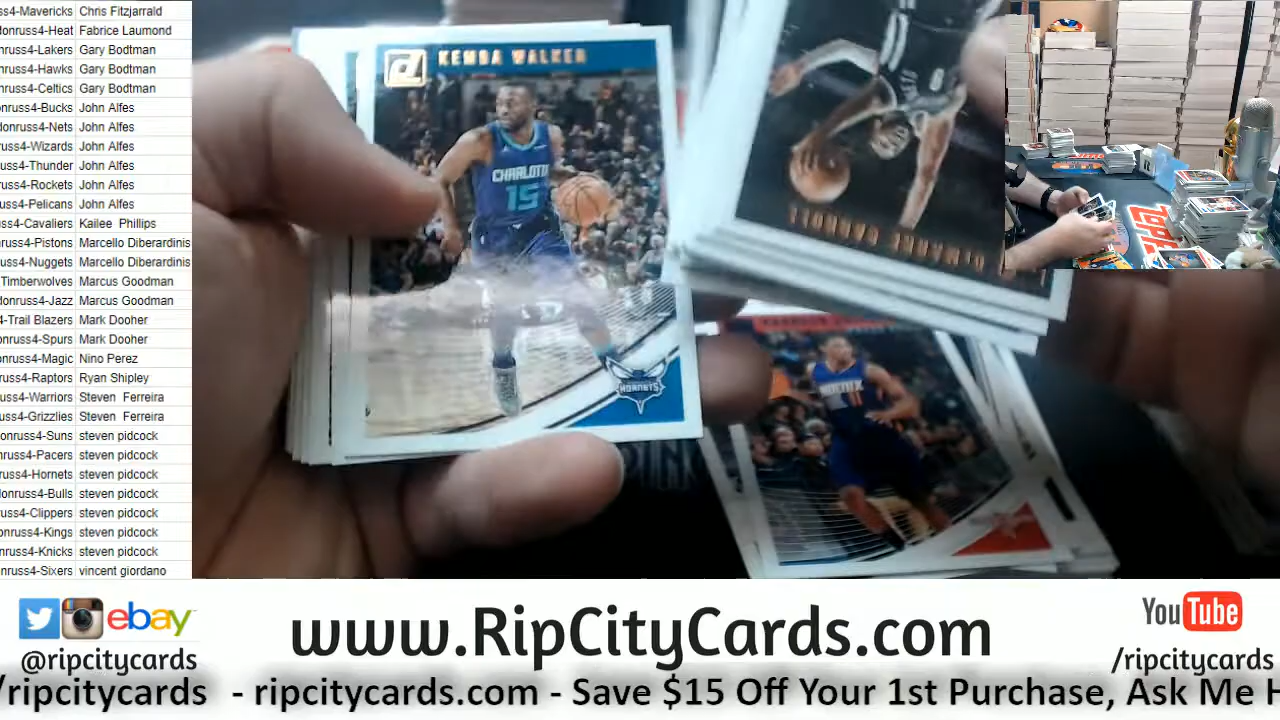 ss4-Mavericks Chris Fitzjarrald
donruss4-Heat Fabrice Laumond
russ4-Lakers Gary Bodtman
nruss4-Hawks Gary Bodtman
nruss4-Celtics Gary Bodtman
onruss4-Bucks John Alfes
donruss4-Nets John Alfes
russ4-Wizards John Alfes
uss4-Thunder John Alfes
uss4-Rockets John Alfes
uss4-Pelicans John Alfes
ss4-Cavaliers Kailee Phillips
nruss4-Pistons Marcello Diberardinis
uss4-Nuggets Marcello Diberardinis
Timberwolves Marcus Goodman
donruss4-Jazz Marcus Goodman
4-Trail Blazers Mark Dooher
onruss4-Spurs Mark Dooher
onruss4-Magic Nino Perez
russ4-Raptors Ryan Shipley
uss4-Warriors Steven Ferreira
uss4-Grizzlies Steven Ferreira
onruss4-Suns steven pidcock
onruss4-Pacers steven pidcock
russ4-Hornets steven pidcock
donruss4-Bulls steven pidcock
russ4-Clippers steven pidcock
onruss4-Kings steven pidcock
nruss4-Knicks steven pidcock
nruss4-Sixers vincent giordano
KEMBA WALKER
CHARLOTTE
15
HORNETS
ebay
@ripcitycards
www.RipCityCards.com
YouTube
/ripcitycards
/ripcitycards - ripcitycards.com - Save $15 Off Your 1st Purchase, Ask Me H